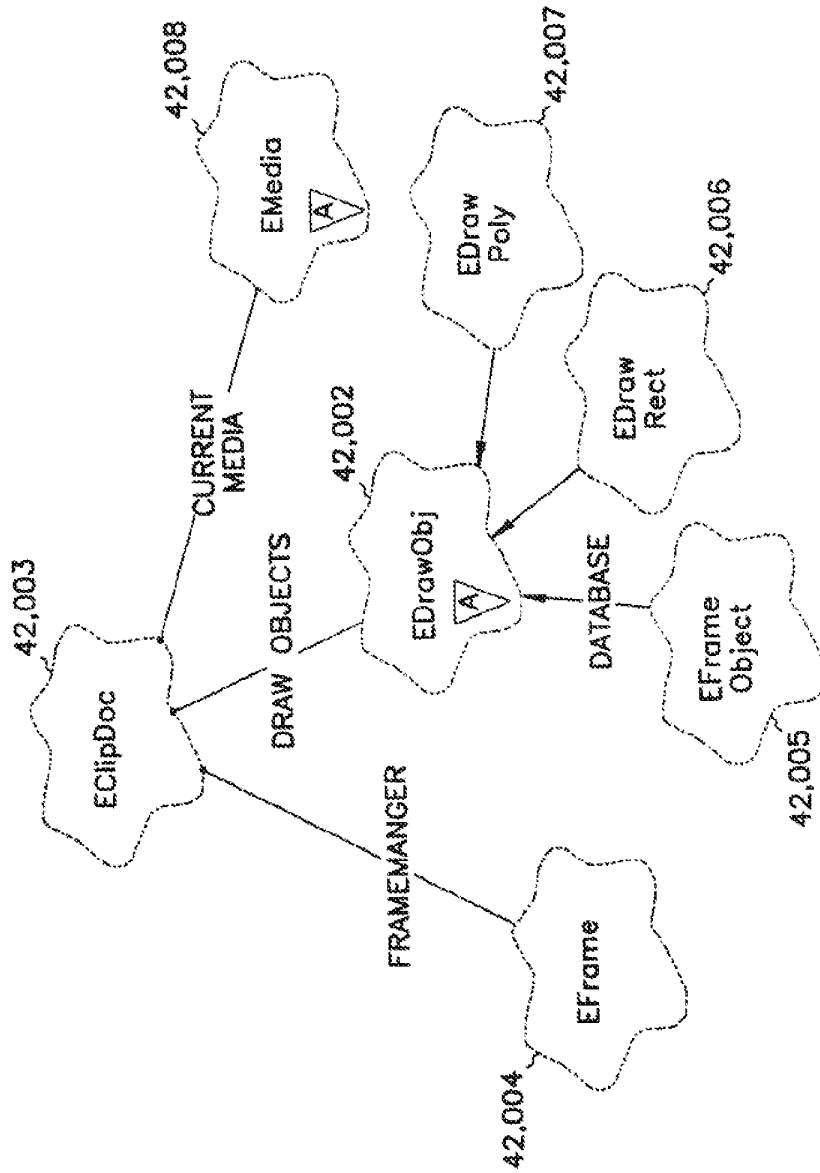 42,003
EClipDoc
42,008
EMedia
A
CURRENT
MEDIA
DRAW OBJECTS
FRAMEMANGER
42,002
EDrawObj
A
42,007
EDraw
Poly
42,006
EDraw
Rect
DATABASE
EFrame
Object
42,005
EFrame
42,004